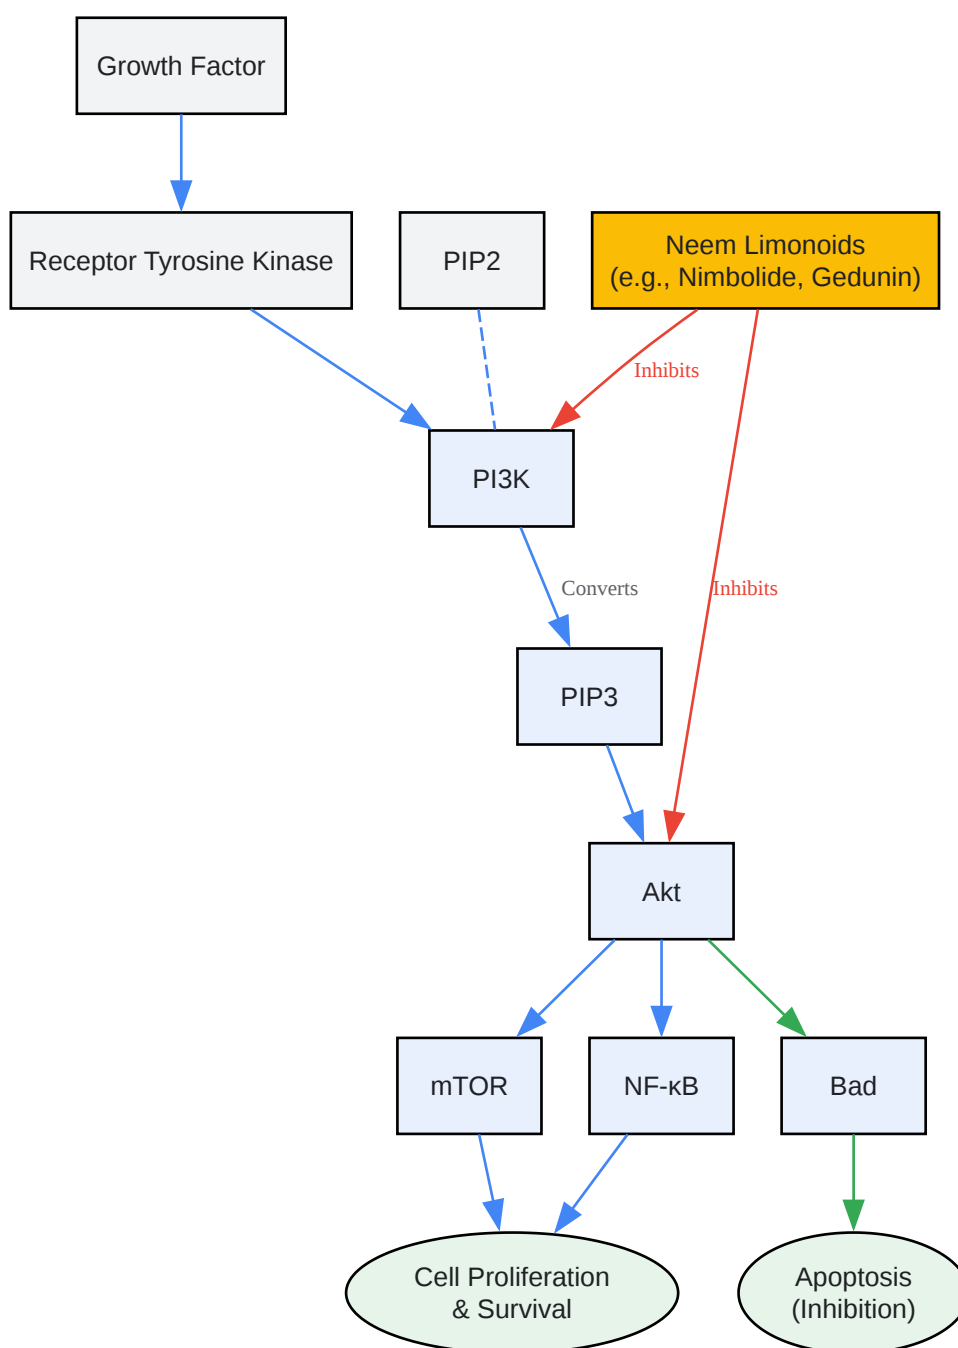 Growth Factor
Receptor Tyrosine Kinase
PIP2
Neem Limonoids
(e.g., Nimbolide, Gedunin)
Inhibits
PI3K
Converts
Inhibits
PIP3
Akt
mTOR
NF-κB
Bad
Cell Proliferation
& Survival
Apoptosis
(Inhibition)